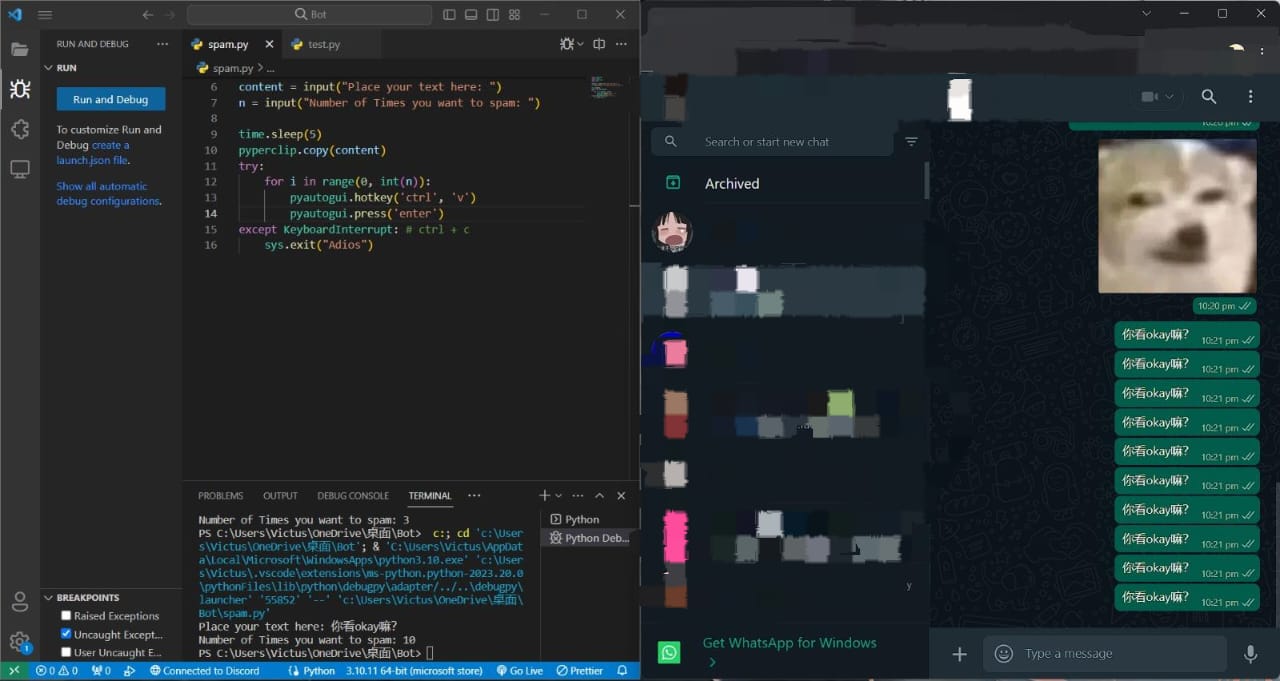 Bot
RUN AND DEBUG
RUN
Run and Debug
To customize Run and
Debug create a
launch.json file.
Show all automatic
debug configurations.
BREAKPOINTS
Raised Exceptions
Uncaught Except...
User Uncaught E...
spam.py
test.py
spam.py > ...
6 content = input("Place your text here: ")
7 n = input("Number of Times you want to spam: ")
8
9 time.sleep(5)
10 pyperclip.copy(content)
11 try:
12 for i in range(0, int(n)):
13 pyautogui.hotkey('ctrl', 'v')
14 pyautogui.press('enter')
15 except KeyboardInterrupt: # ctrl + c
16 sys.exit("Adios")
PROBLEMS OUTPUT DEBUG CONSOLE TERMINAL
Number of Times you want to spam: 3
PS C:\Users\Victus\OneDrive\桌面\Bot> c:; cd 'c:\User
s\Victus\OneDrive\桌面\Bot'; & 'C:\Users\Victus\AppDat
a\Local\Microsoft\WindowsApps\python3.10.exe' 'c:\Users
\Victus\.vscode\extensions\ms-python.python-2023.20.0
\pythonFiles\lib\python\debugpy\adapter/../..\debugpy\
launcher' '55852' '--' 'c:\Users\Victus\OneDrive\桌面\
Bot\spam.py'
Place your text here: 你看okay嘛?
Number of Times you want to spam: 10
PS C:\Users\Victus\OneDrive\桌面\Bot>
Python
Python Deb...
1
0 0 0 Connected to Discord Python 3.10.11 64-bit (microsoft store) Go Live Prettier
Search or start new chat
Archived
y
Get WhatsApp for Windows
10:20 pm
10:20 pm
你看okay嘛? 10:21 pm
你看okay嘛? 10:21 pm
你看okay嘛? 10:21 pm
你看okay嘛? 10:21 pm
你看okay嘛? 10:21 pm
你看okay嘛? 10:21 pm
你看okay嘛? 10:21 pm
你看okay嘛? 10:21 pm
你看okay嘛? 10:21 pm
你看okay嘛? 10:21 pm
Type a message